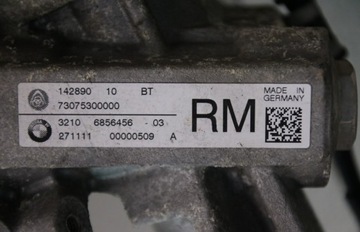 142890 10 BT
73075300000
3210 6856456 - 03
271111 00000509 A
RM
MADE IN
GERMANY